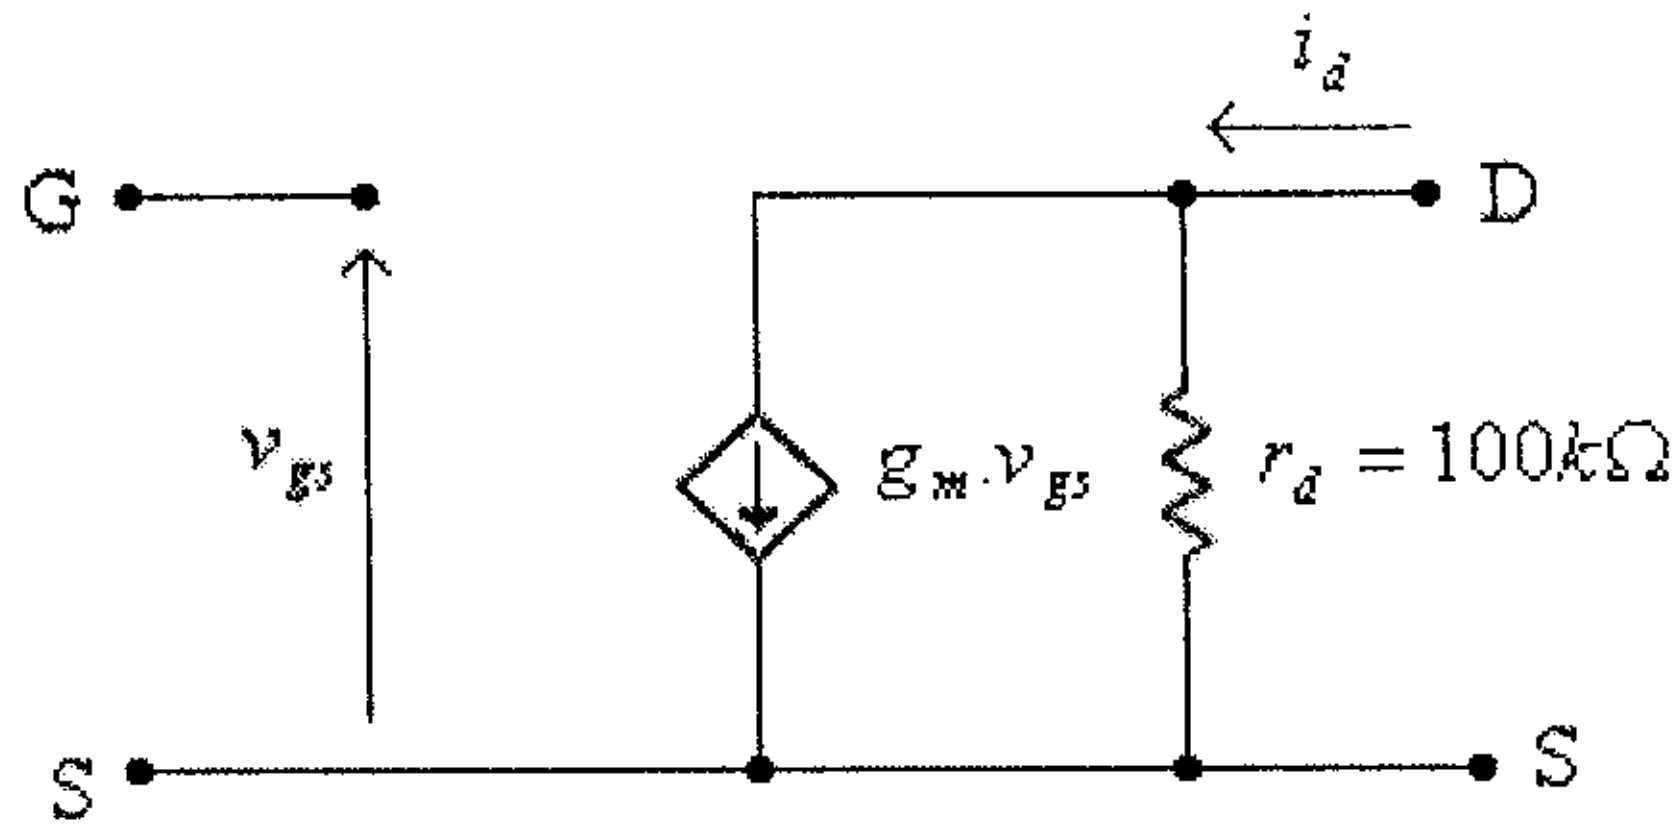 i_d
G
D
v_gs
g_m.v_gs
r_d = 100kΩ
S
S